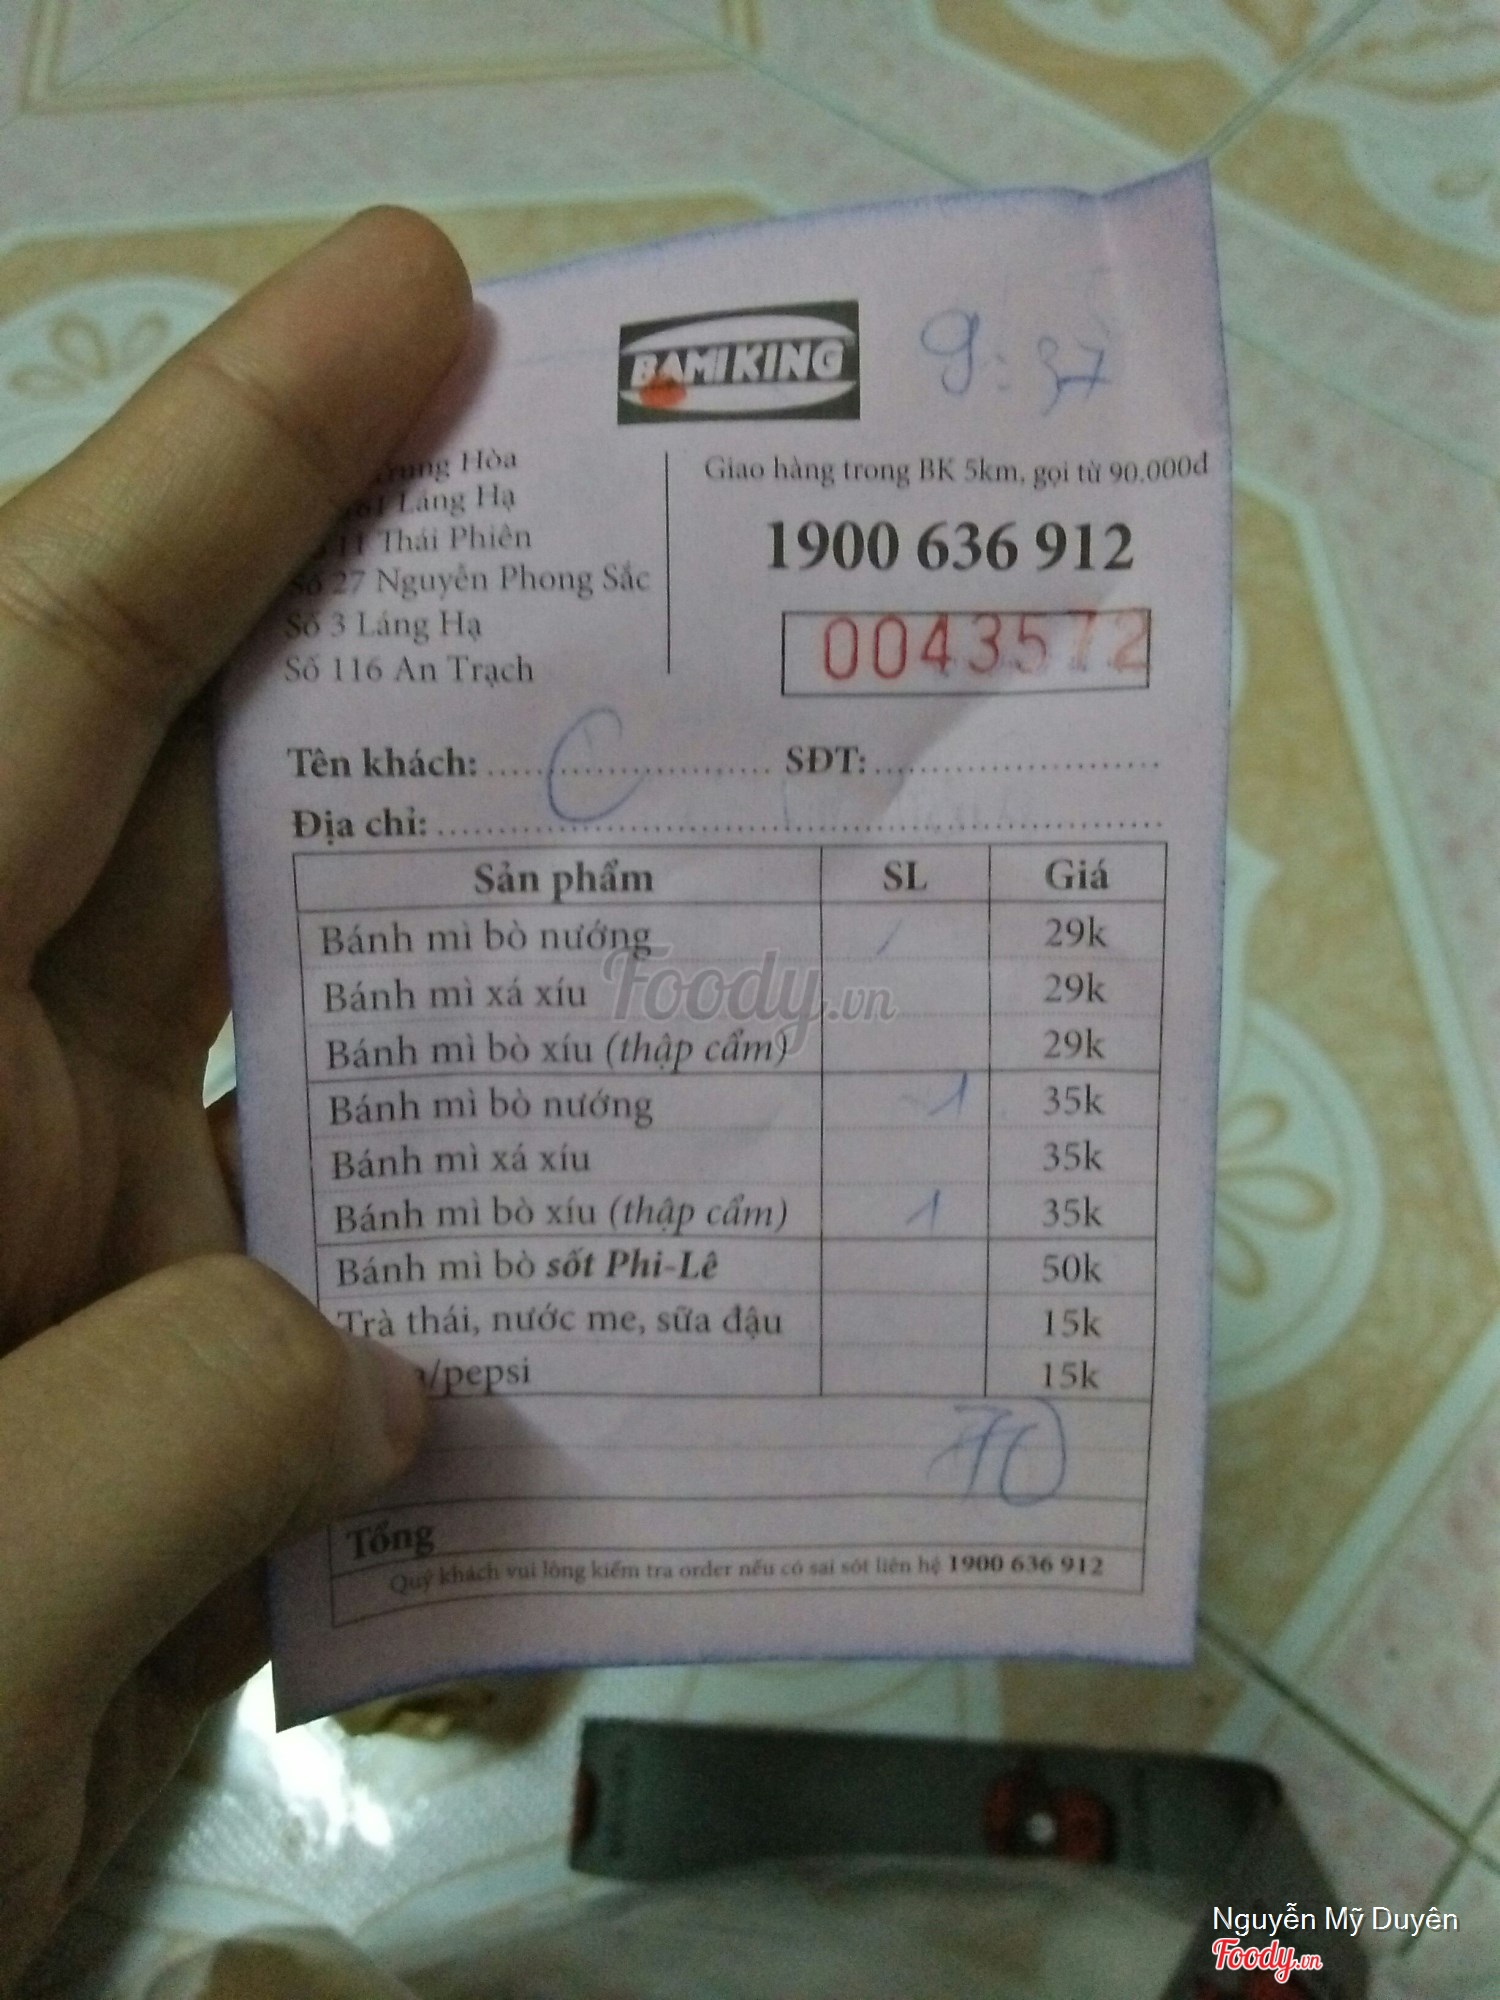 BAMIKING
9:37
Trung Hòa
Láng Hạ
11 Thái Phiên
Số 27 Nguyễn Phong Sắc
Số 3 Láng Hạ
Số 116 An Trạch
Giao hàng trong BK 5km, gọi từ 90.000đ
1900 636 912
0043572
Tên khách: C SĐT:
Địa chỉ:
Sản phẩm SL Giá
Bánh mì bò nướng 29k
Bánh mì xá xíu 29k
Bánh mì bò xíu (thập cẩm) 29k
Bánh mì bò nướng 1 35k
Bánh mì xá xíu 35k
Bánh mì bò xíu (thập cẩm) 1 35k
Bánh mì bò sốt Phi-Lê 50k
Trà thái, nước me, sữa đậu 15k
/pepsi 15k
70
Tổng
Quý khách vui lòng kiểm tra order nếu có sai sót liên hệ 1900 636 912
Foody.vn
Nguyễn Mỹ Duyên
Foody.vn